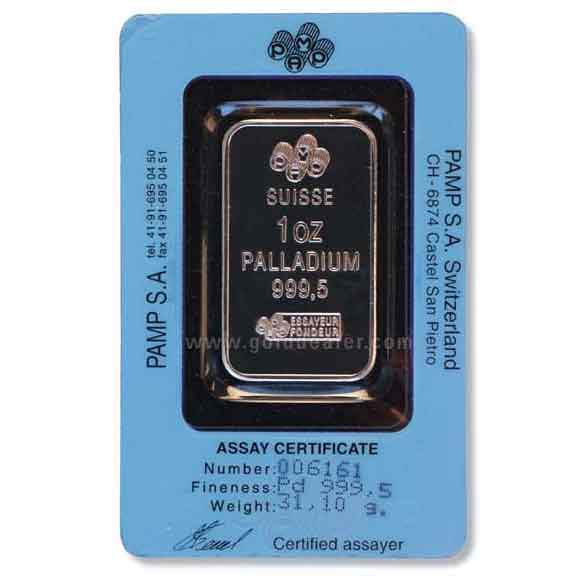 PAMP
PAMP
SUISSE
1 OZ
PALLADIUM
999,5
ESSAYEUR
FONDEUR
www.golddealer.com
PAMP S.A.
tel. 41-91-695 04 50
fax 41-91-695 04 51
PAMP S.A. Switzerland
CH - 6874 Castel San Pietro
ASSAY CERTIFICATE
Number: 006161
Fineness: Pd 999,5
Weight: 31,10 g.
Certified assayer